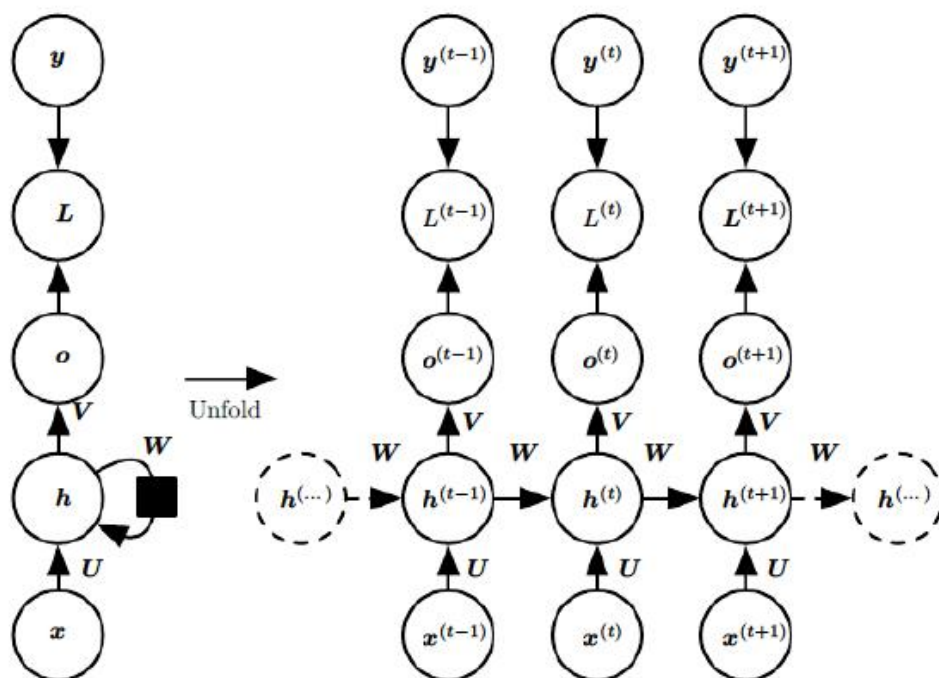 y y^(t−1) y^(t) y^(t+1)
L L^(t−1) L^(t) L^(t+1)
o o^(t−1) o^(t) o^(t+1)
Unfold
V V V V
W W W W W
h h^(...) h^(t−1) h^(t) h^(t+1) h^(...)
U U U U
x x^(t−1) x^(t) x^(t+1)